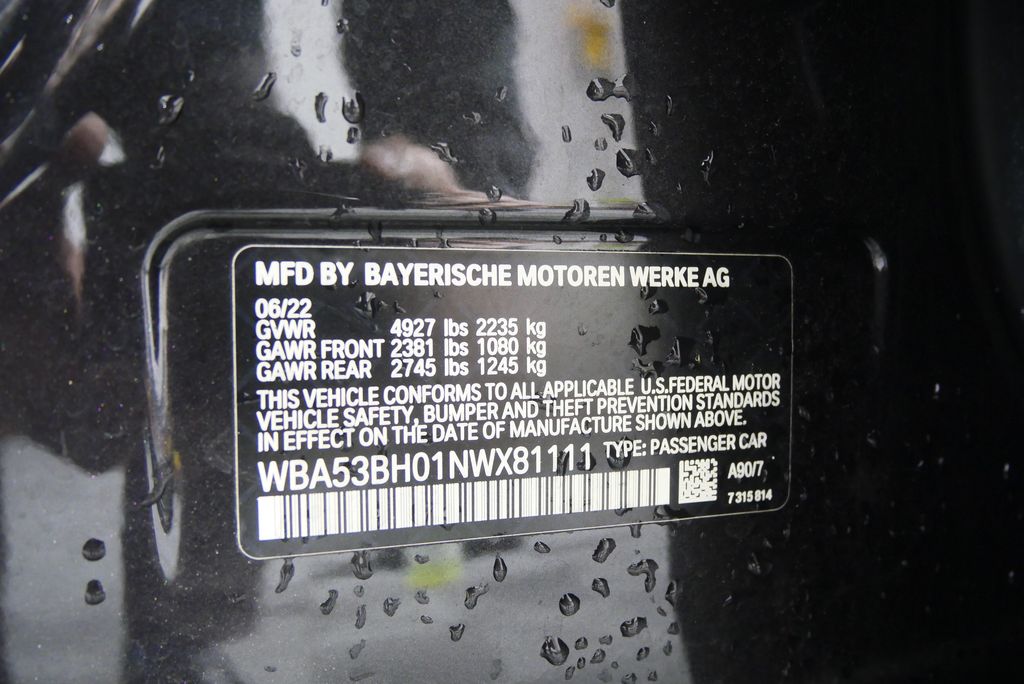 MFD BY BAYERISCHE MOTOREN WERKE AG
06/22
GVWR 4927 lbs 2235 kg
GAWR FRONT 2381 lbs 1080 kg
GAWR REAR 2745 lbs 1245 kg
THIS VEHICLE CONFORMS TO ALL APPLICABLE U.S.FEDERAL MOTOR
VEHICLE SAFETY, BUMPER AND THEFT PREVENTION STANDARDS
IN EFFECT ON THE DATE OF MANUFACTURE SHOWN ABOVE.
WBA53BH01NWX81111 TYPE: PASSENGER CAR
A90/7
7 315 814